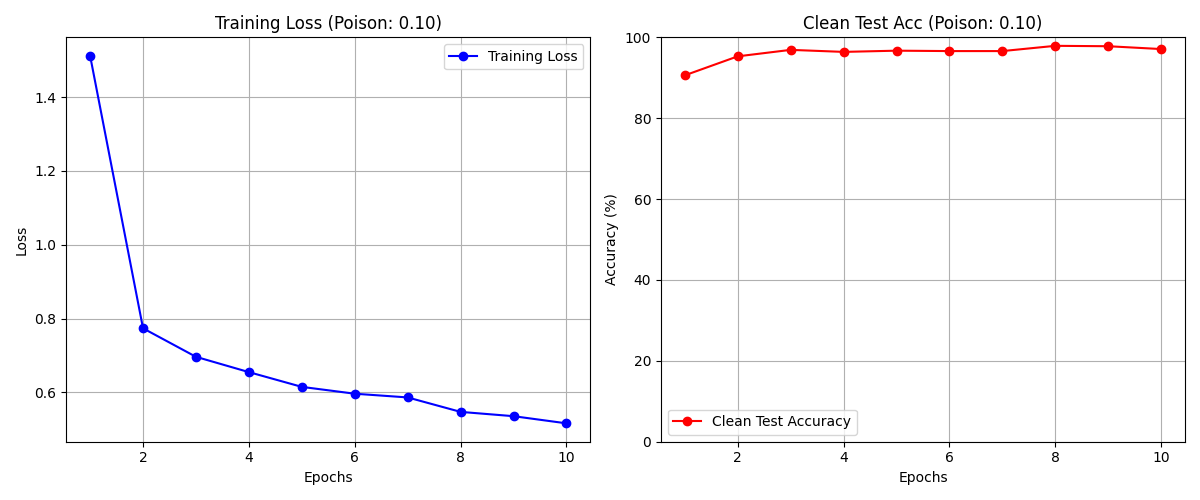 Training Loss (Poison: 0.10)
Training Loss
1.4
1.2
1.0
0.8
0.6
Loss
2 4 6 8 10
Epochs
Clean Test Acc (Poison: 0.10)
100
80
60
40
20
0
Accuracy (%)
Clean Test Accuracy
2 4 6 8 10
Epochs